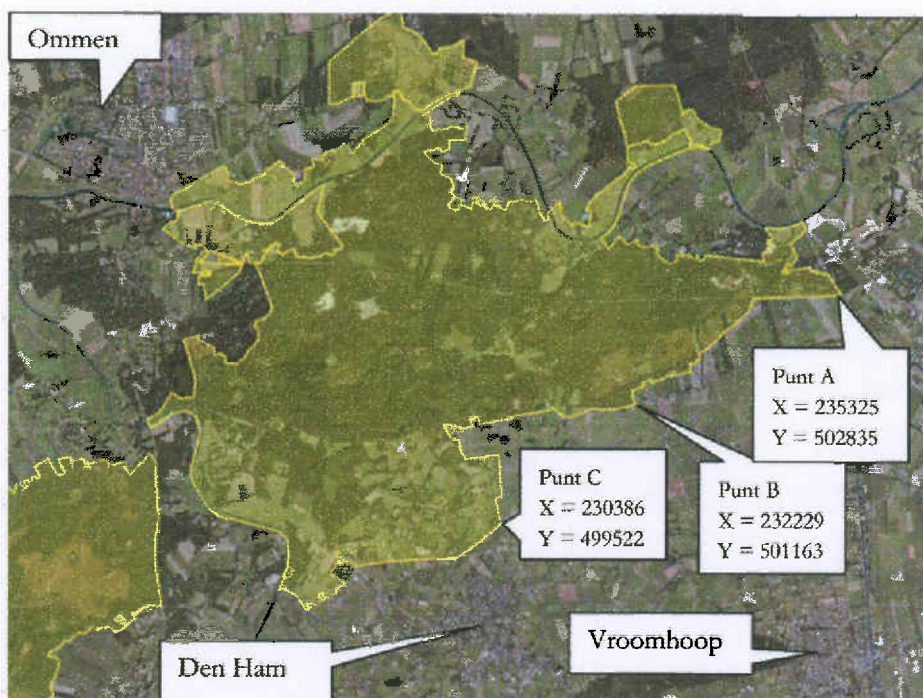 Ommen
Punt A
X = 235325
Y = 502835
Punt C
X = 230386
Y = 499522
Punt B
X = 232229
Y = 501163
Den Ham
Vroomhoop